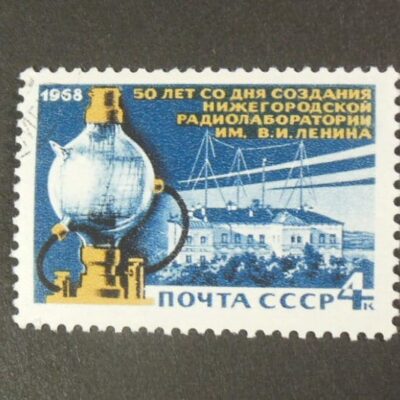 1968
50 ЛЕТ СО ДНЯ СОЗДАНИЯ
НИЖЕГОРОДСКОЙ
РАДИОЛАБОРАТОРИИ
ИМ. В.И. ЛЕНИНА
ПОЧТА СССР 4К